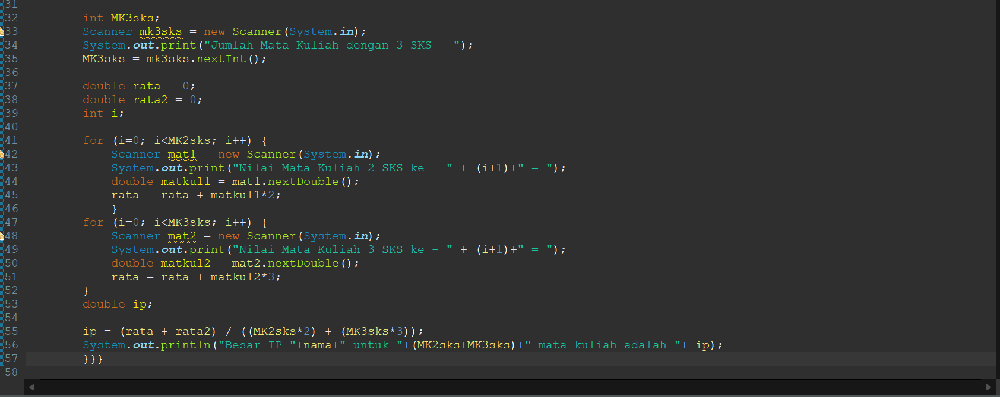 31
32 int MK3sks;
33 Scanner mk3sks = new Scanner(System.in);
34 System.out.print("Jumlah Mata Kuliah dengan 3 SKS = ");
35 MK3sks = mk3sks.nextInt();
36
37 double rata = 0;
38 double rata2 = 0;
39 int i;
40
41 for (i=0; i<MK2sks; i++) {
42 Scanner mat1 = new Scanner(System.in);
43 System.out.print("Nilai Mata Kuliah 2 SKS ke - " + (i+1)+" = ");
44 double matkul1 = mat1.nextDouble();
45 rata = rata + matkul1*2;
46 }
47 for (i=0; i<MK3sks; i++) {
48 Scanner mat2 = new Scanner(System.in);
49 System.out.print("Nilai Mata Kuliah 3 SKS ke - " + (i+1)+" = ");
50 double matkul2 = mat2.nextDouble();
51 rata = rata + matkul2*3;
52 }
53 double ip;
54
55 ip = (rata + rata2) / ((MK2sks*2) + (MK3sks*3));
56 System.out.println("Besar IP "+nama+" untuk "+(MK2sks+MK3sks)+" mata kuliah adalah "+ ip);
57 }}}
58